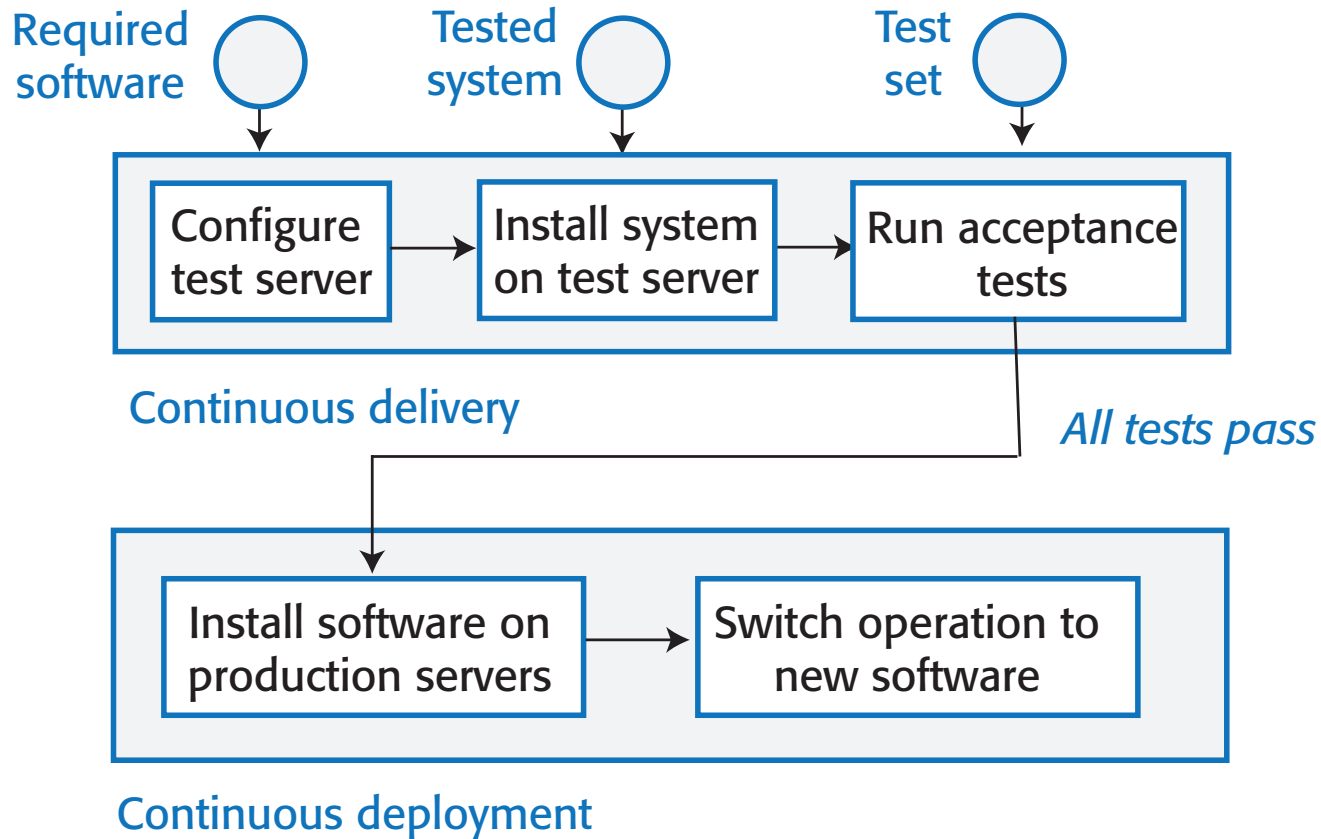 Required
software
Tested
system
Test
set
Configure
test server
Install system
on test server
Run acceptance
tests
Continuous delivery
All tests pass
Install software on
production servers
Switch operation to
new software
Continuous deployment